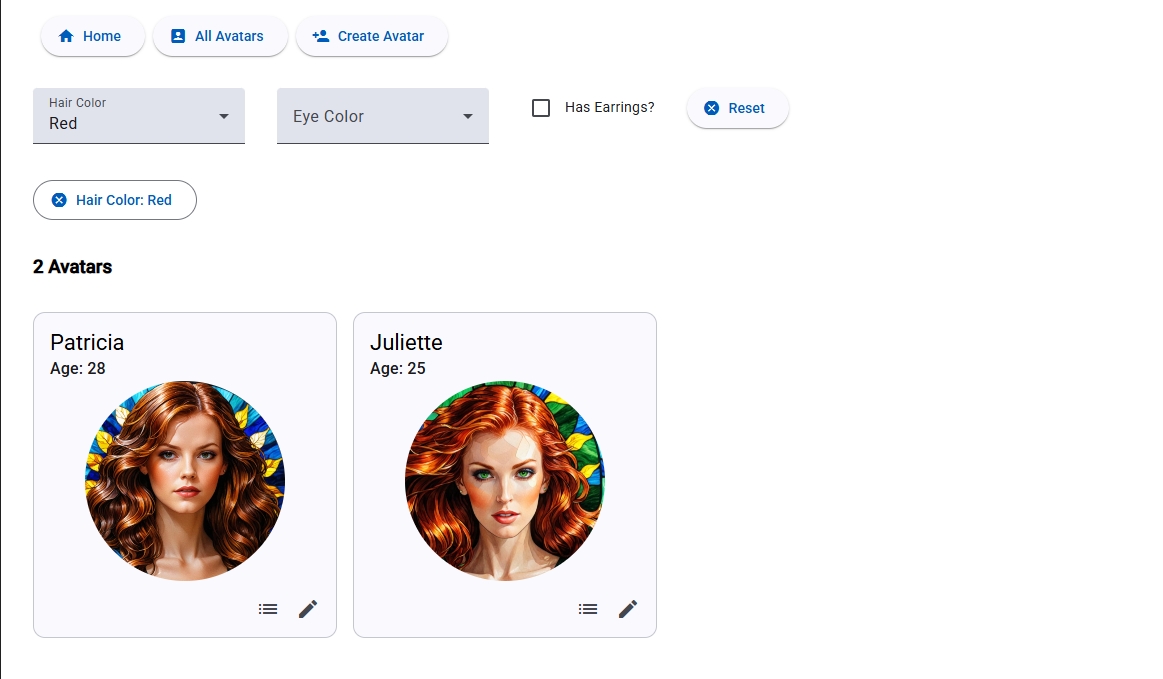 Home
All Avatars
Create Avatar
Hair Color
Red
Eye Color
Has Earrings?
Reset
Hair Color: Red
2 Avatars
Patricia
Age: 28
Juliette
Age: 25